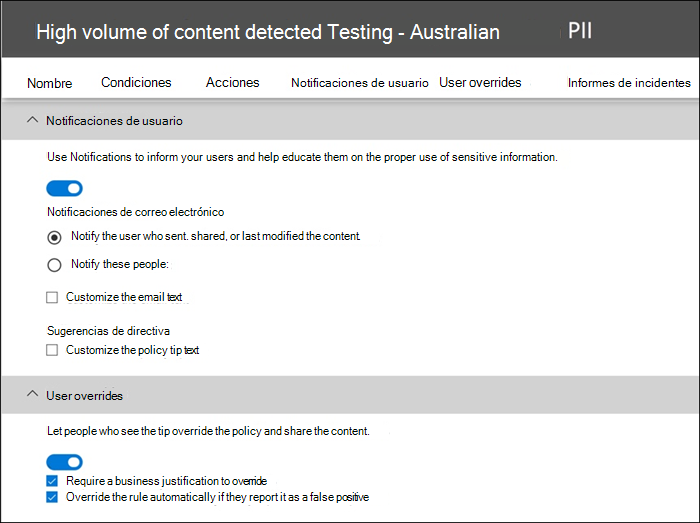 High volume of content detected Testing - Australian PII
Nombre Condiciones Acciones Notificaciones de usuario User overrides Informes de incidentes
Notificaciones de usuario
Use Notifications to inform your users and help educate them on the proper use of sensitive information.
Notificaciones de correo electrónico
Notify the user who sent. shared, or last modified the content.
Notify these people:
Customize the email text
Sugerencias de directiva
Customize the policy tip text
User overrides
Let people who see the tip override the policy and share the content.
Require a business justification to override
Override the rule automatically if they report it as a false positive